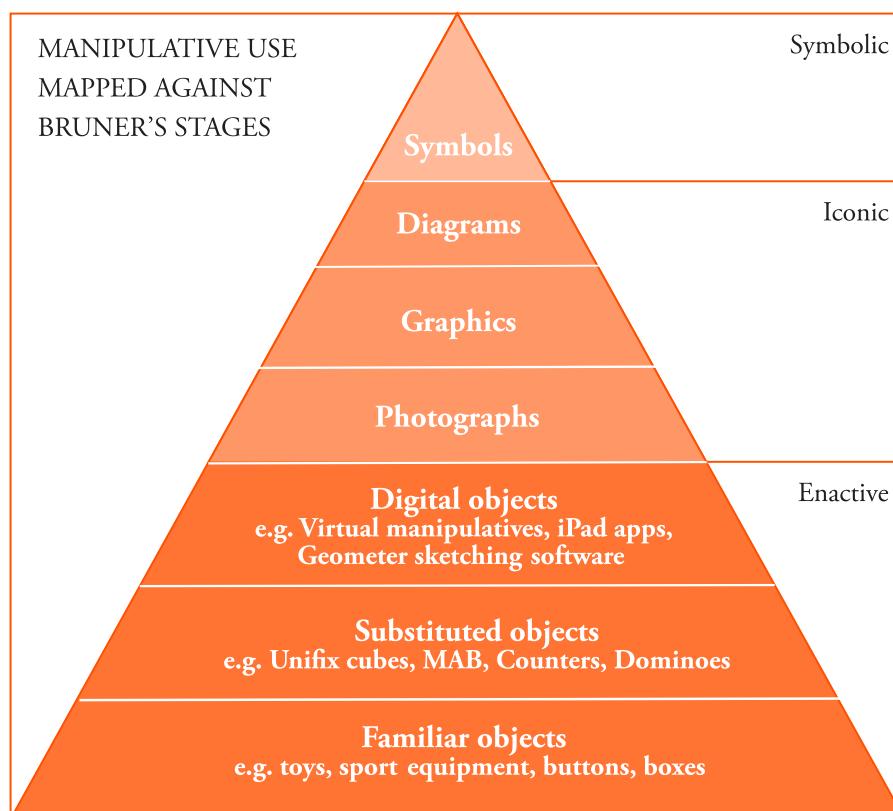 MANIPULATIVE USE
MAPPED AGAINST
BRUNER’S STAGES
Symbolic
Symbols
Iconic
Diagrams
Graphics
Photographs
Enactive
Digital objects
e.g. Virtual manipulatives, iPad apps,
Geometer sketching software
Substituted objects
e.g. Unifix cubes, MAB, Counters, Dominoes
Familiar objects
e.g. toys, sport equipment, buttons, boxes